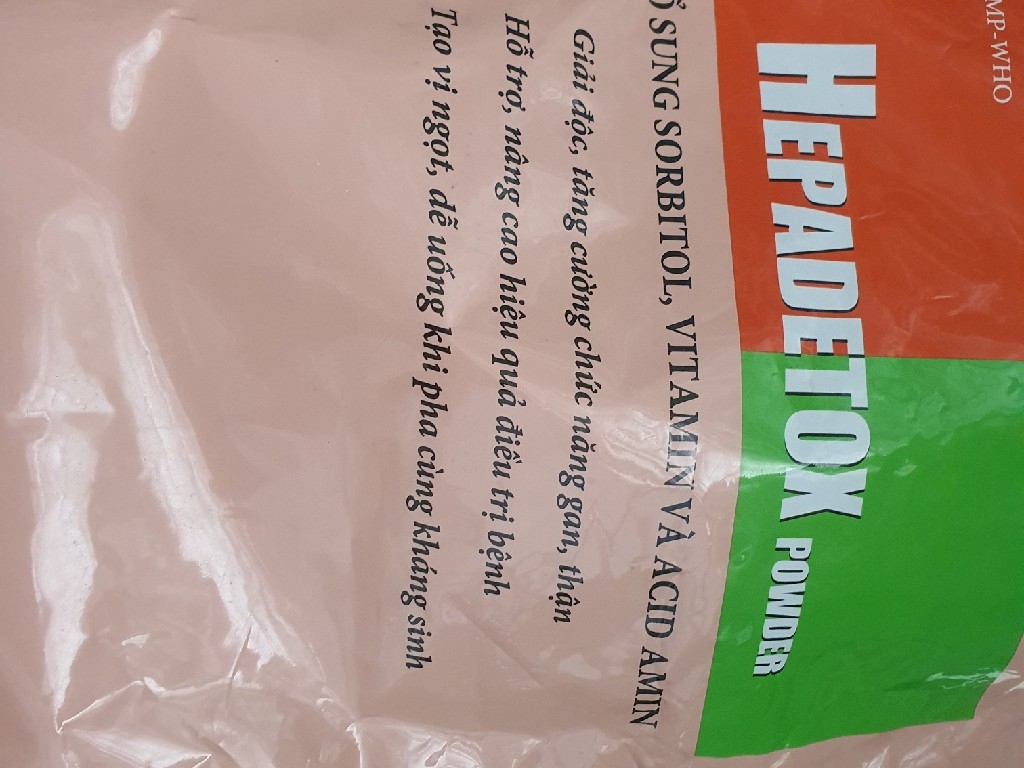 MP-WHO
HEPADETOX POWDER
Ổ SUNG SORBITOL, VITAMIN VÀ ACID AMIN
Giải độc, tăng cường chức năng gan, thận
Hỗ trợ, nâng cao hiệu quả điều trị bệnh
Tạo vị ngọt, dễ uống khi pha cùng kháng sinh